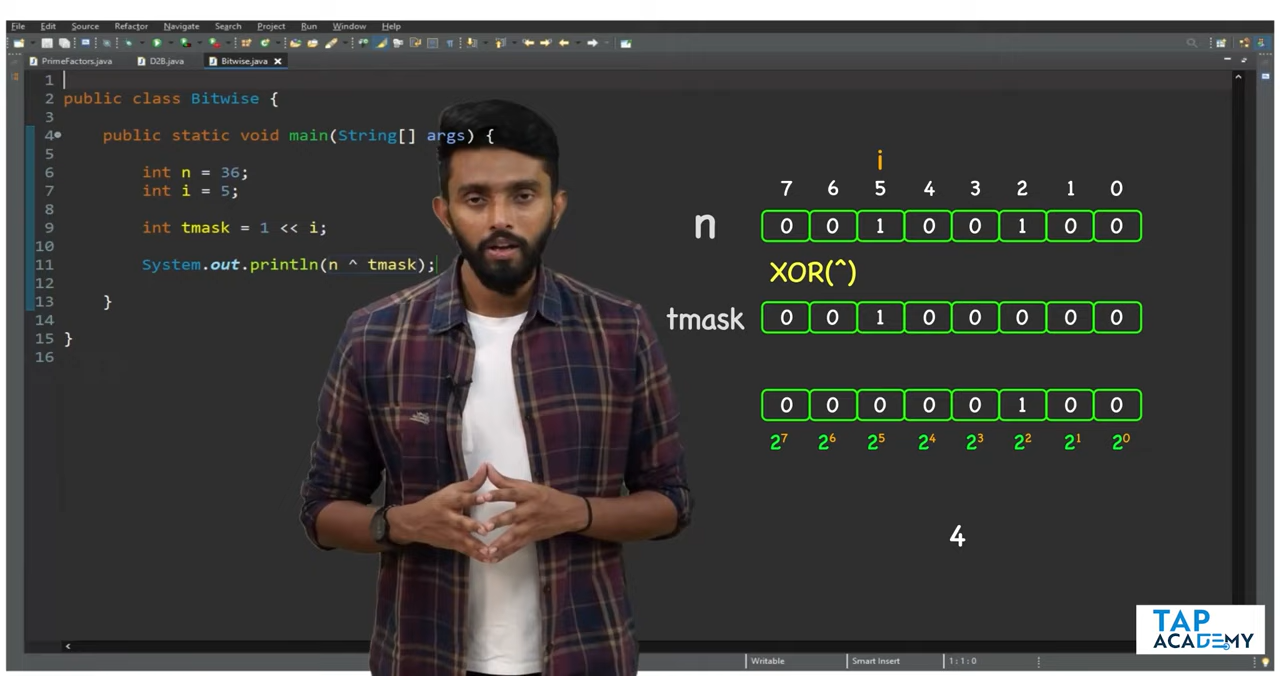 File Edit Source Refactor Navigate Search Project Run Window Help
PrimeFactors.java D2B.java Bitwise.java
1
2 public class Bitwise {
3
4 public static void main(String[] args) {
5
6 int n = 36;
7 int i = 5;
8
9 int tmask = 1 << i;
10
11 System.out.println(n ^ tmask);
12
13 }
14
15 }
16
i
7 6 5 4 3 2 1 0
n 0 0 1 0 0 1 0 0
XOR(^)
tmask 0 0 1 0 0 0 0 0
0 0 0 0 0 1 0 0
2⁷ 2⁶ 2⁵ 2⁴ 2³ 2² 2¹ 2⁰
4
TAP
ACADEMY
Writable Smart Insert 1 : 1 : 0